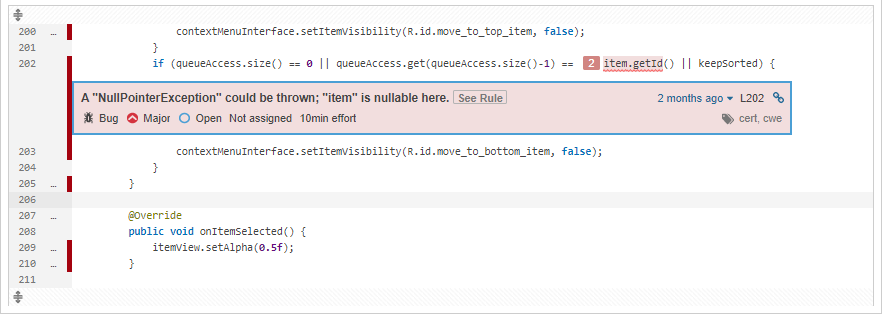 200 … contextMenuInterface.setItemVisibility(R.id.move_to_top_item, false);
201 }
202 if (queueAccess.size() == 0 || queueAccess.get(queueAccess.size()-1) == 2 item.getId() || keepSorted) {
A "NullPointerException" could be thrown; "item" is nullable here. See Rule 2 months ago L202
Bug Major Open Not assigned 10min effort cert, cwe
203 contextMenuInterface.setItemVisibility(R.id.move_to_bottom_item, false);
204 }
205 … }
206
207 … @Override
208 public void onItemSelected() {
209 … itemView.setAlpha(0.5f);
210 … }
211